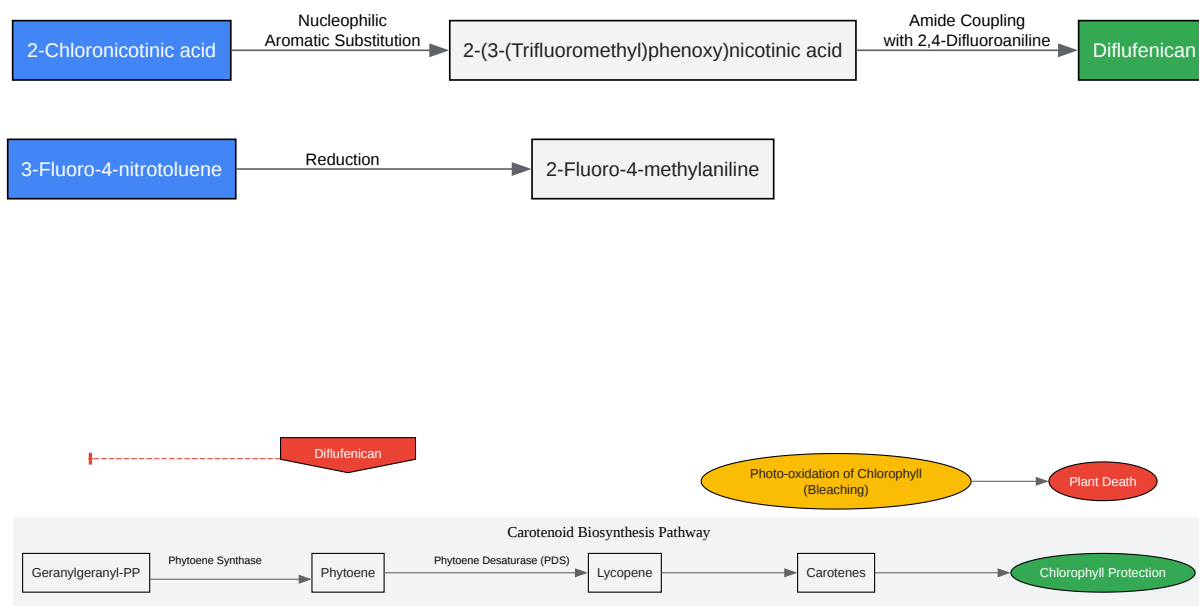 Nucleophilic
Aromatic Substitution
Amide Coupling
with 2,4-Difluoroaniline
2-Chloronicotinic acid
2-(3-(Trifluoromethyl)phenoxy)nicotinic acid
Diflufenican
3-Fluoro-4-nitrotoluene
Reduction
2-Fluoro-4-methylaniline
Diflufenican
Photo-oxidation of Chlorophyll
(Bleaching)
Plant Death
Carotenoid Biosynthesis Pathway
Geranylgeranyl-PP
Phytoene Synthase
Phytoene
Phytoene Desaturase (PDS)
Lycopene
Carotenes
Chlorophyll Protection